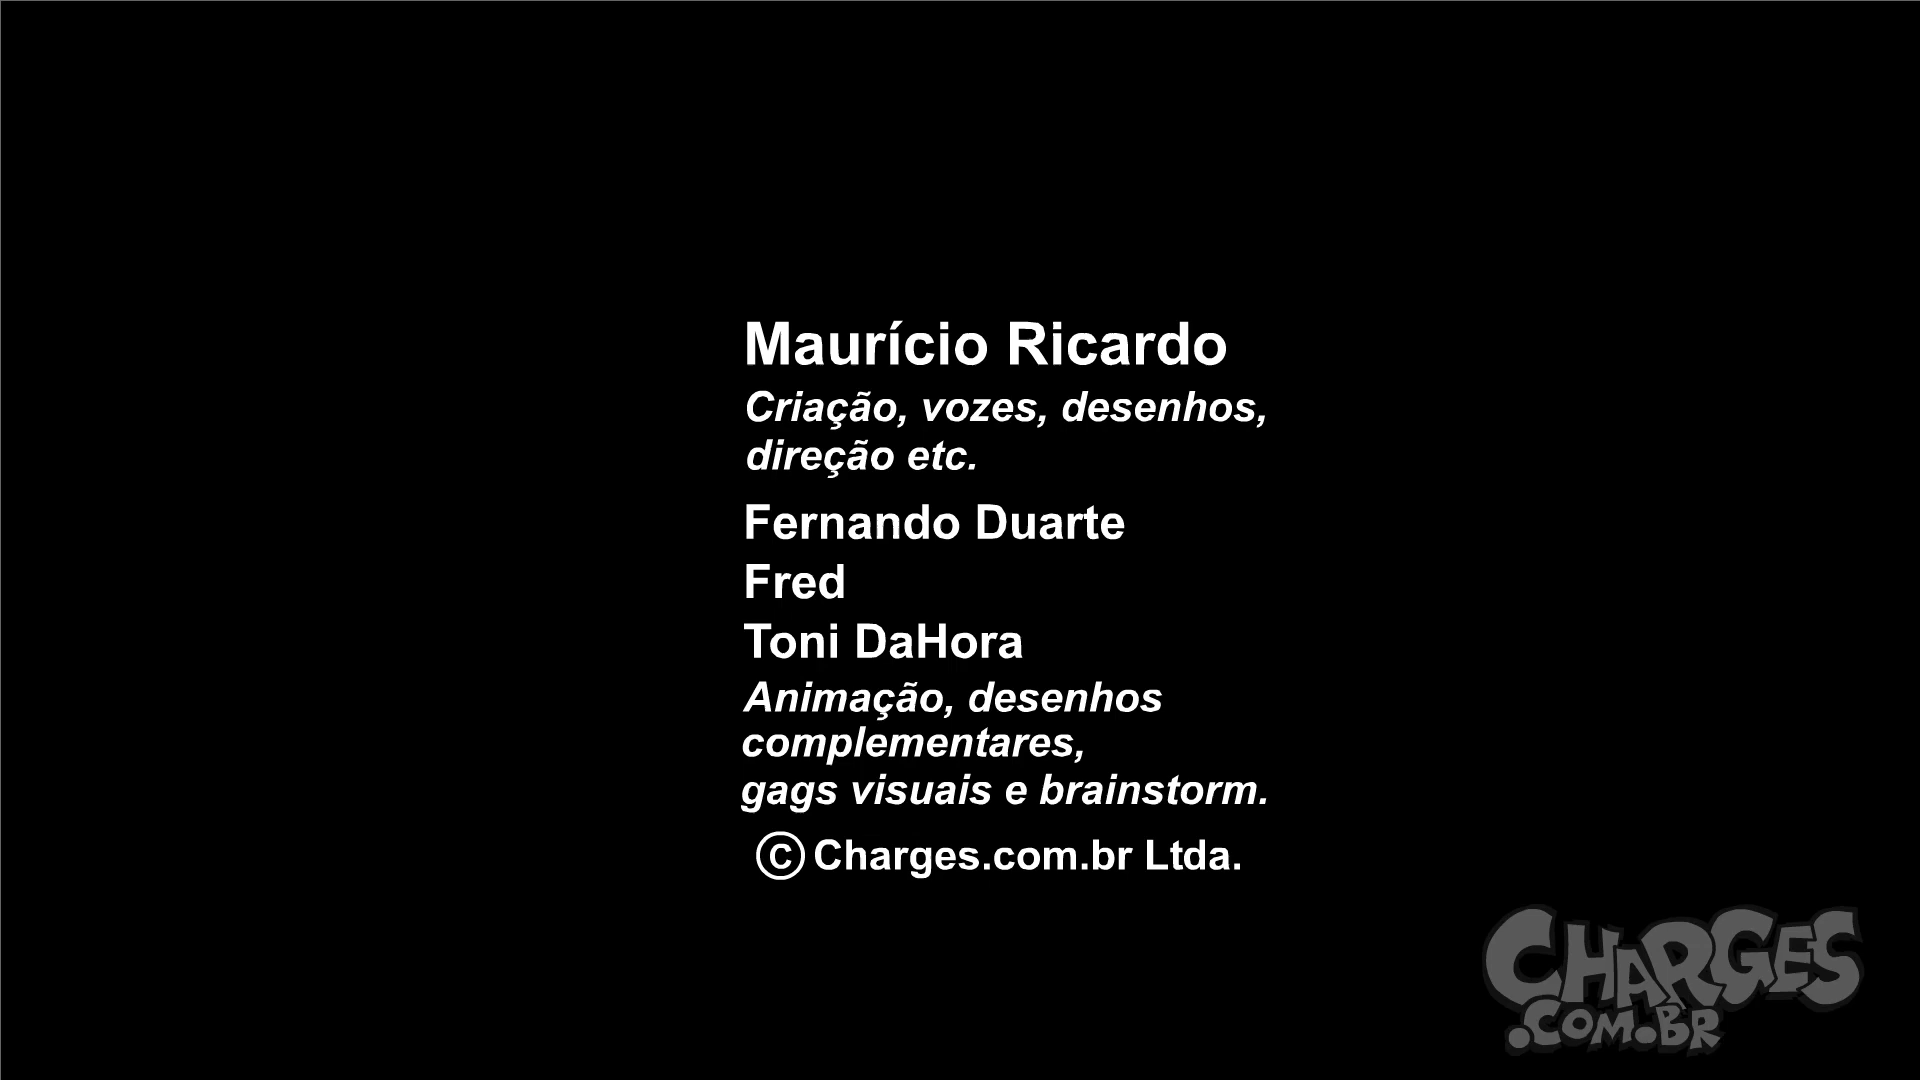 Maurício Ricardo
Criação, vozes, desenhos,
direção etc.
Fernando Duarte
Fred
Toni DaHora
Animação, desenhos
complementares,
gags visuais e brainstorm.
© Charges.com.br Ltda.
CHARGES
.COM.BR